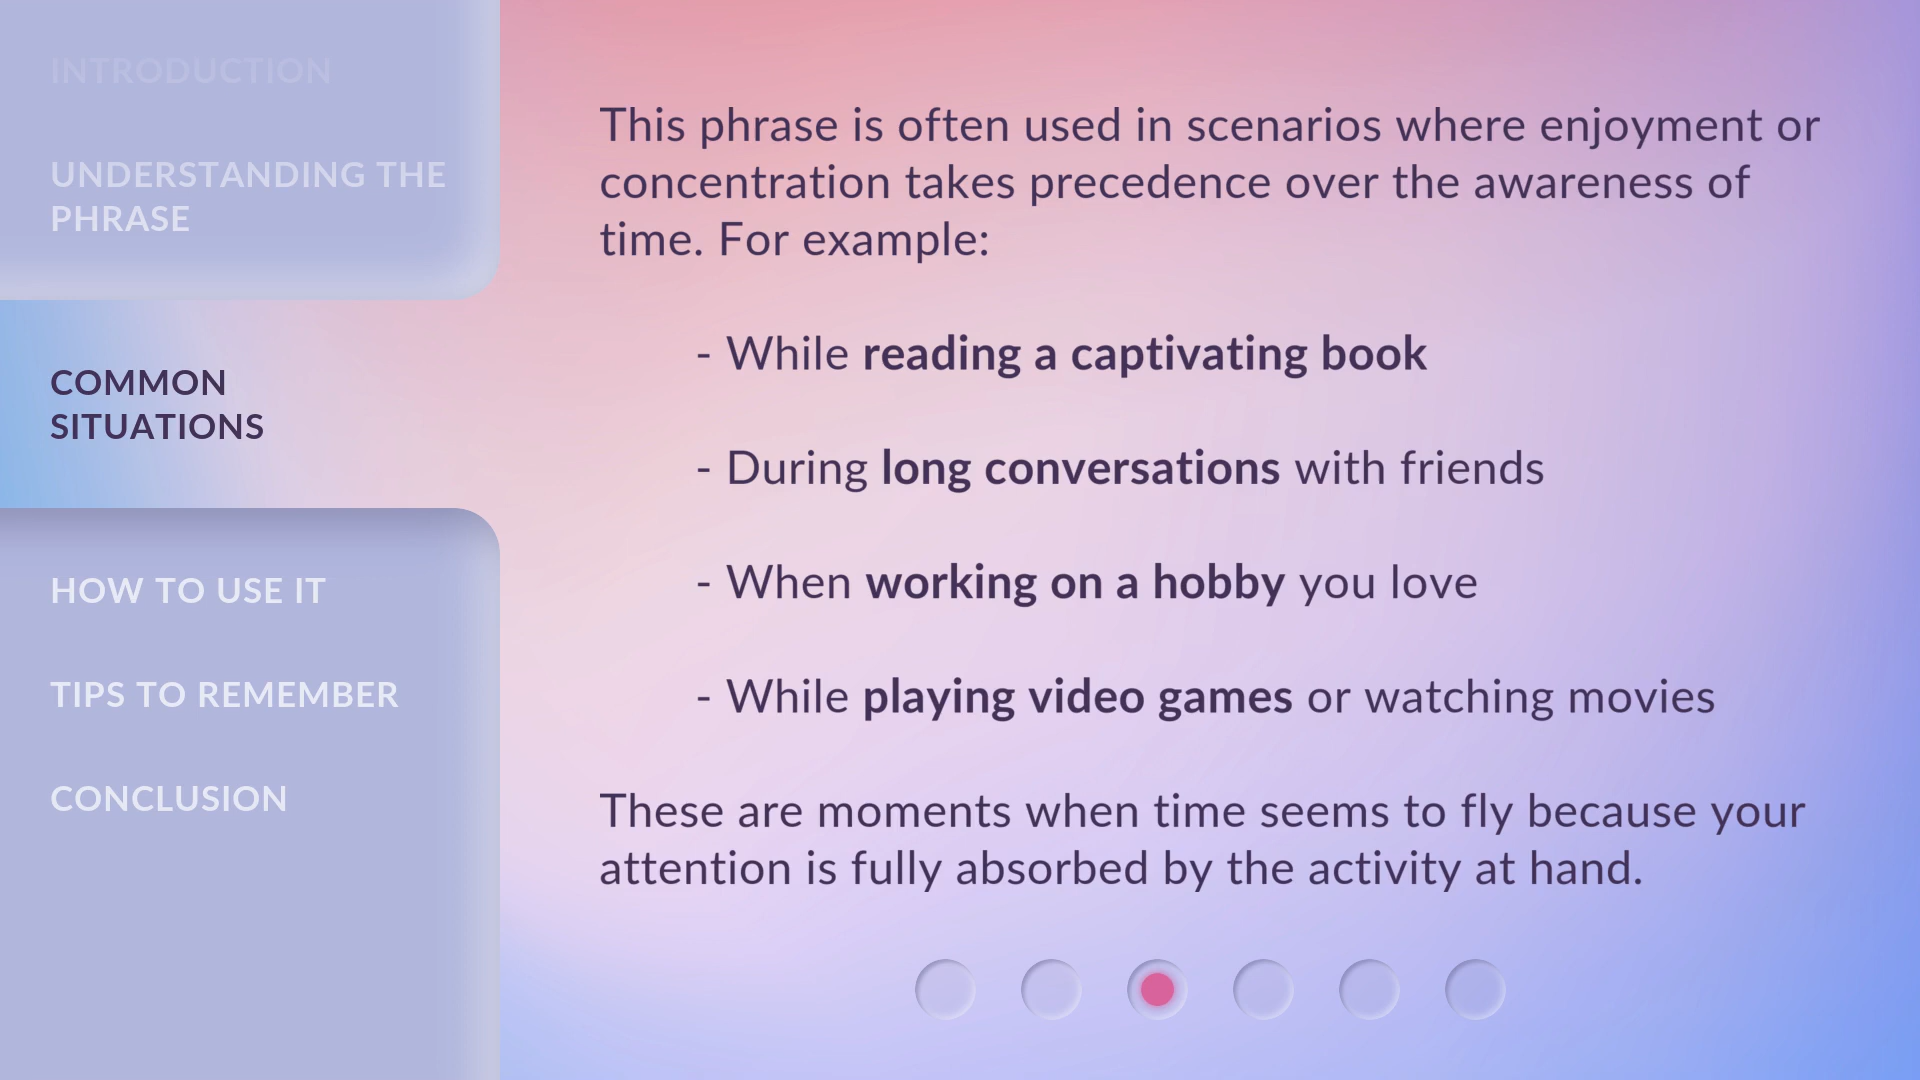 INTRODUCTION
UNDERSTANDING THE
PHRASE
COMMON
SITUATIONS
HOW TO USE IT
TIPS TO REMEMBER
CONCLUSION
This phrase is often used in scenarios where enjoyment or
concentration takes precedence over the awareness of
time. For example:
- While reading a captivating book
- During long conversations with friends
- When working on a hobby you love
- While playing video games or watching movies
These are moments when time seems to fly because your
attention is fully absorbed by the activity at hand.